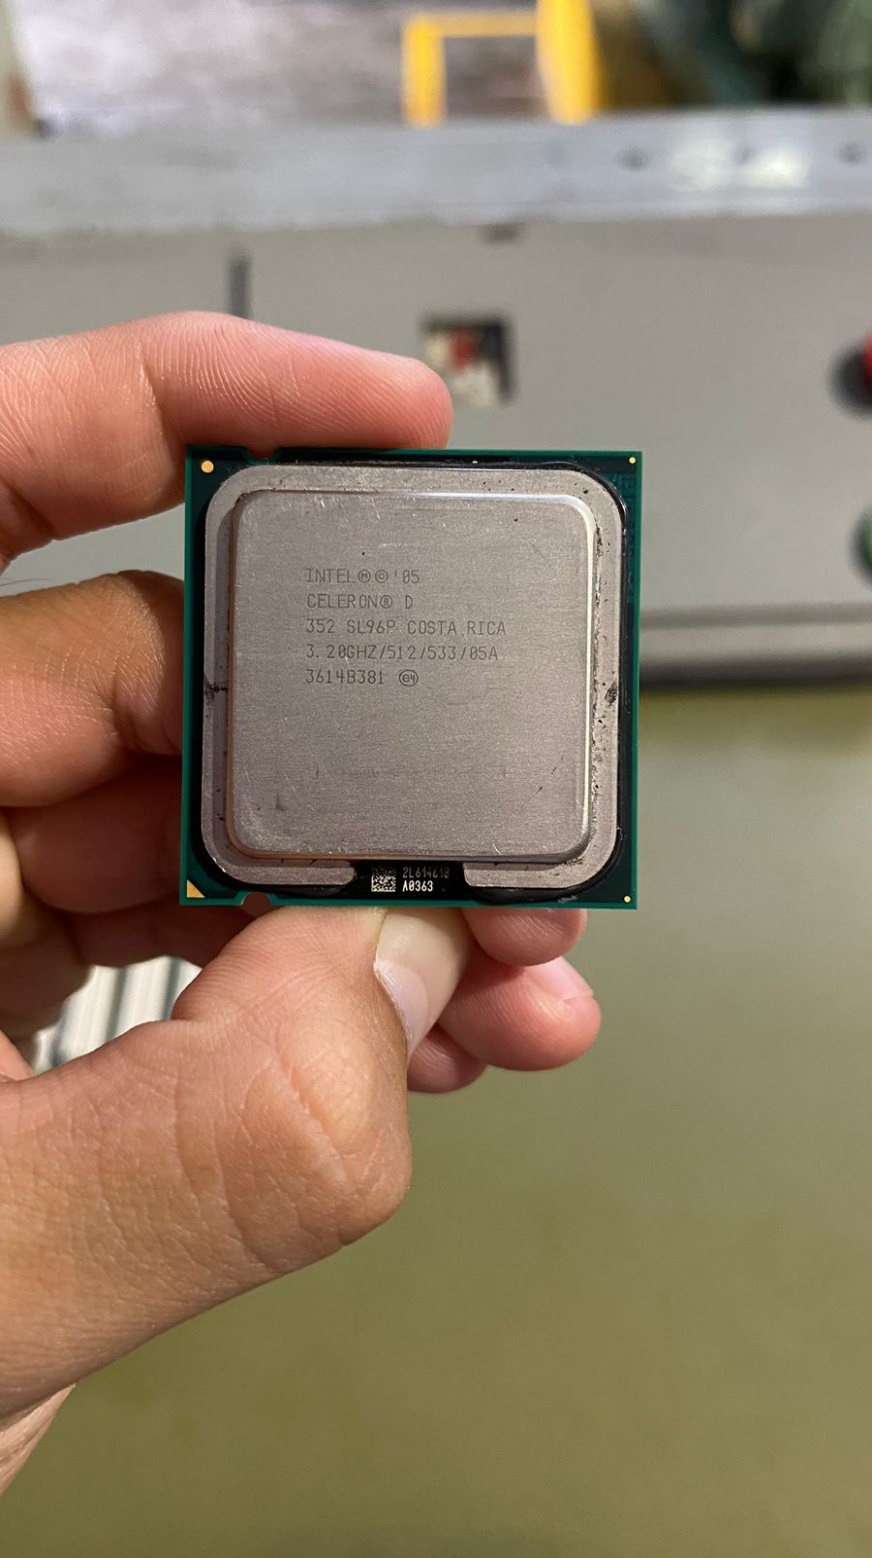 INTEL Ⓜ © '05
CELERON® D
352 SL96P COSTA RICA
3.20GHZ/512/533/05A
3614B381 e4
2L614618
A0363